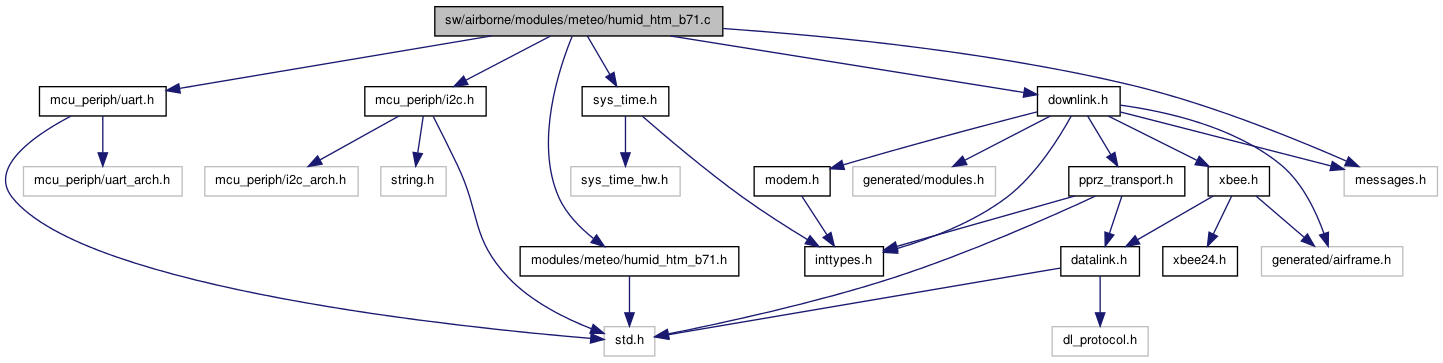 sw/airborne/modules/meteo/humid_htm_b71.c
mcu_periph/uart.h
mcu_periph/i2c.h
sys_time.h
downlink.h
mcu_periph/uart_arch.h
mcu_periph/i2c_arch.h
string.h
sys_time_hw.h
modem.h
generated/modules.h
pprz_transport.h
xbee.h
messages.h
modules/meteo/humid_htm_b71.h
inttypes.h
datalink.h
xbee24.h
generated/airframe.h
std.h
dl_protocol.h